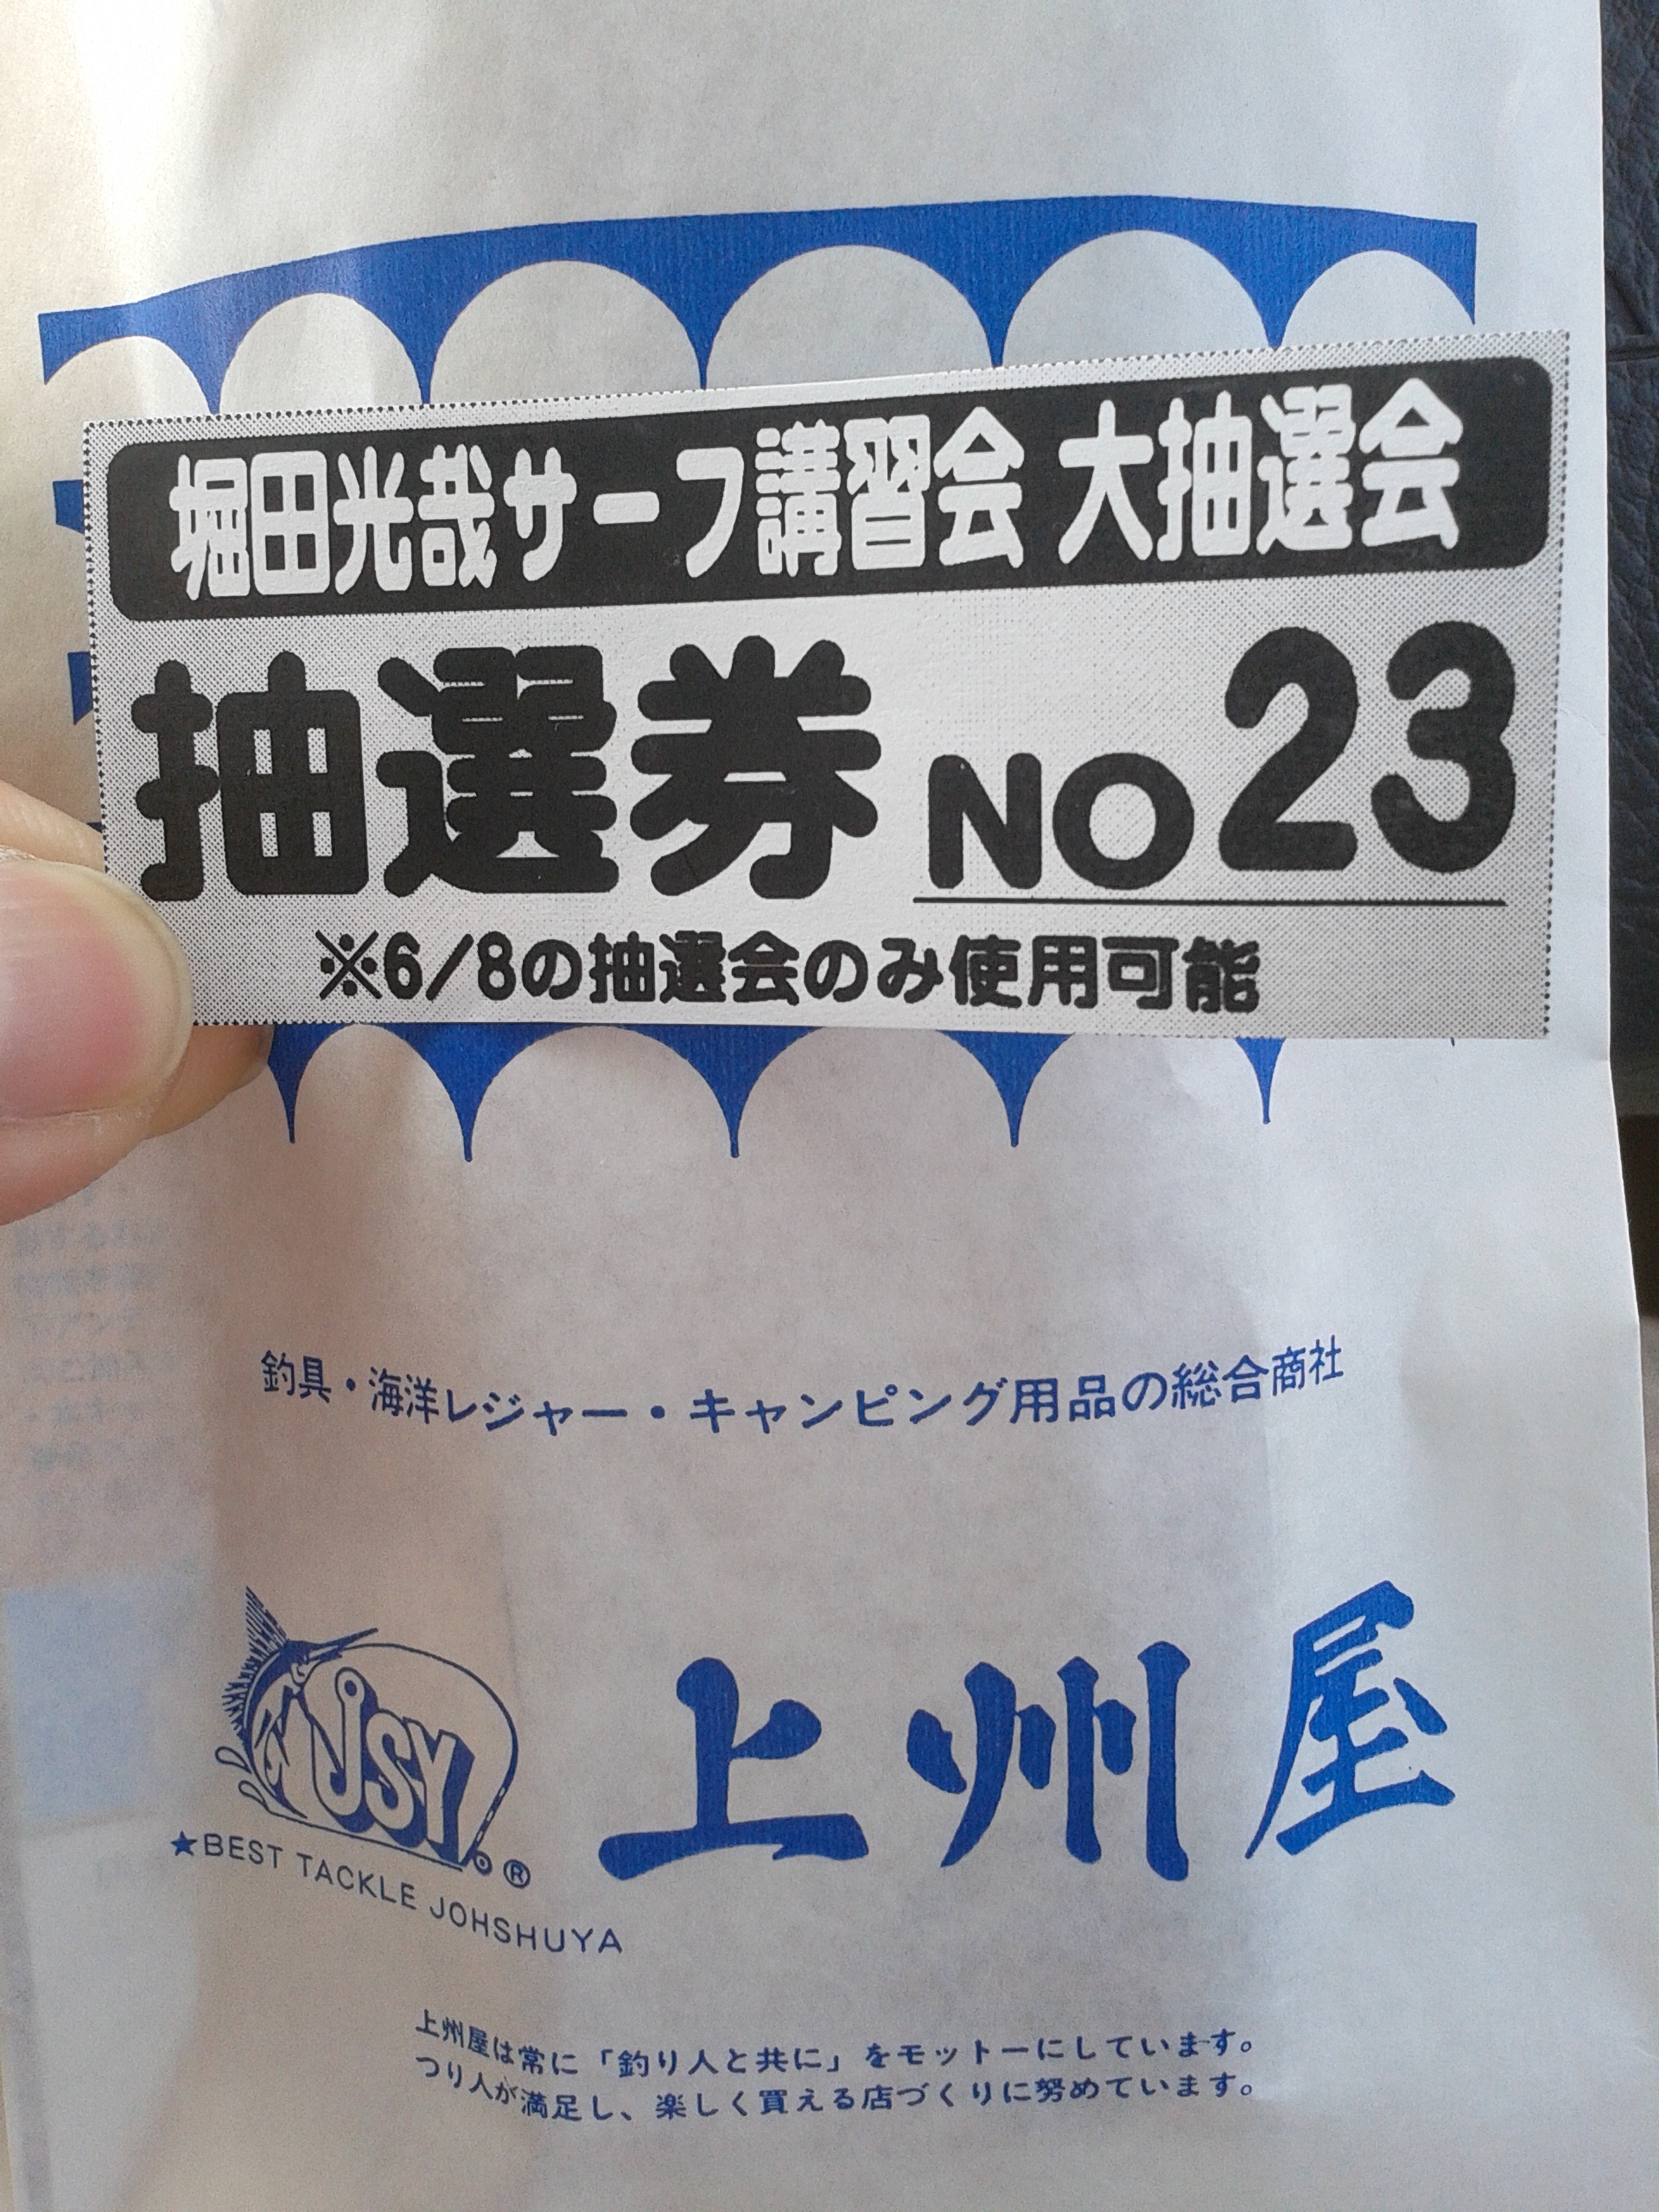 堀田光哉サーフ講習会 大抽選会
抽選券 NO23
※6/8の抽選会のみ使用可能
釣具・海洋レジャー・キャンピング用品の総合商社
JSY
®
上州屋
★BEST TACKLE JOHSHUYA
上州屋は常に「釣り人と共に」をモットーにしています。
つり人が満足し、楽しく買える店づくりに努めています。